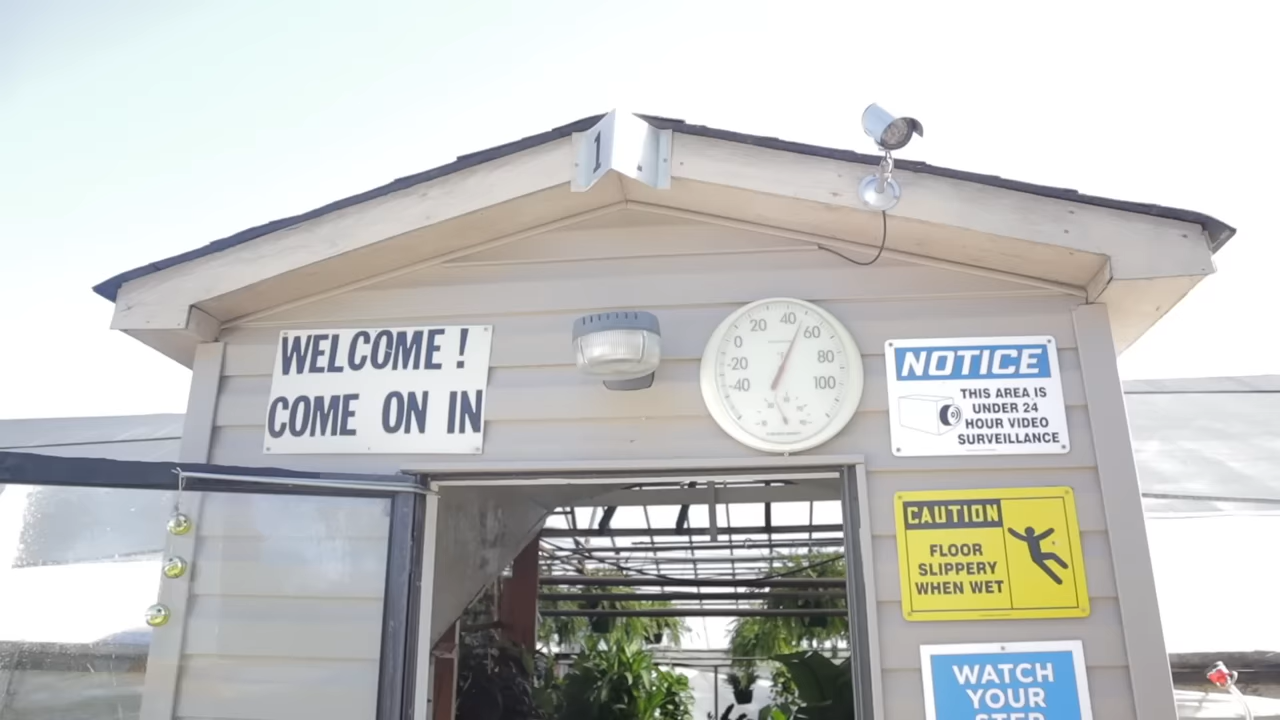 1
WELCOME!
COME ON IN
-40
-20
0
20
40
60
80
100
NOTICE
THIS AREA IS
UNDER 24
HOUR VIDEO
SURVEILLANCE
CAUTION
FLOOR
SLIPPERY
WHEN WET
WATCH
YOUR
STEP